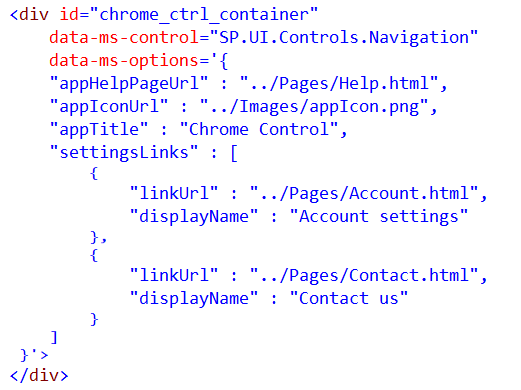 <div id="chrome_ctrl_container"
    data-ms-control="SP.UI.Controls.Navigation"
    data-ms-options='{
    "appHelpPageUrl" : "../Pages/Help.html",
    "appIconUrl" : "../Images/appIcon.png",
    "appTitle" : "Chrome Control",
    "settingsLinks" : [
        {
            "linkUrl" : "../Pages/Account.html",
            "displayName" : "Account settings"
        },
        {
            "linkUrl" : "../Pages/Contact.html",
            "displayName" : "Contact us"
        }
    ]
 }'>
</div>